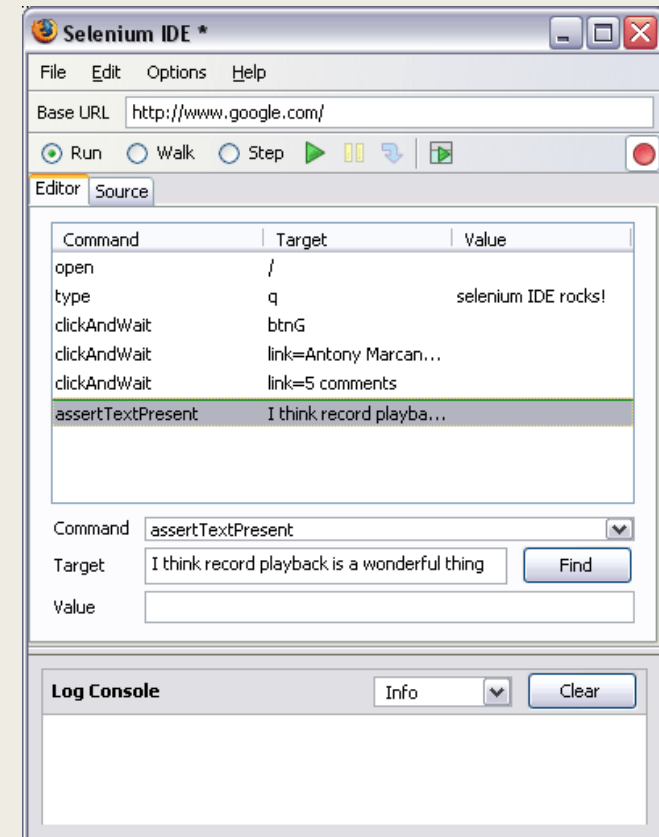 Selenium IDE *
File Edit Options Help
Base URL http://www.google.com/
Run Walk Step
Editor Source
Command Target Value
open /
type q selenium IDE rocks!
clickAndWait btnG
clickAndWait link=Antony Marcan...
clickAndWait link=5 comments
assertTextPresent I think record playba...
Command assertTextPresent
Target I think record playback is a wonderful thing Find
Value
Log Console Info Clear